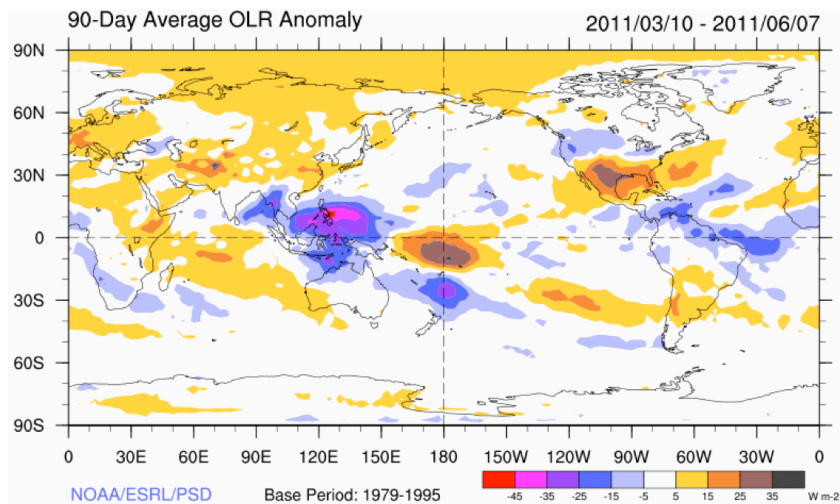 90-Day Average OLR Anomaly 2011/03/10 - 2011/06/07
90N
60N
30N
0
30S
60S
90S
0 30E 60E 90E 120E 150E 180 150W 120W 90W 60W 30W 0
-45 -35 -25 -15 -5 5 15 25 35 W m-2
NOAA/ESRL/PSD Base Period: 1979-1995